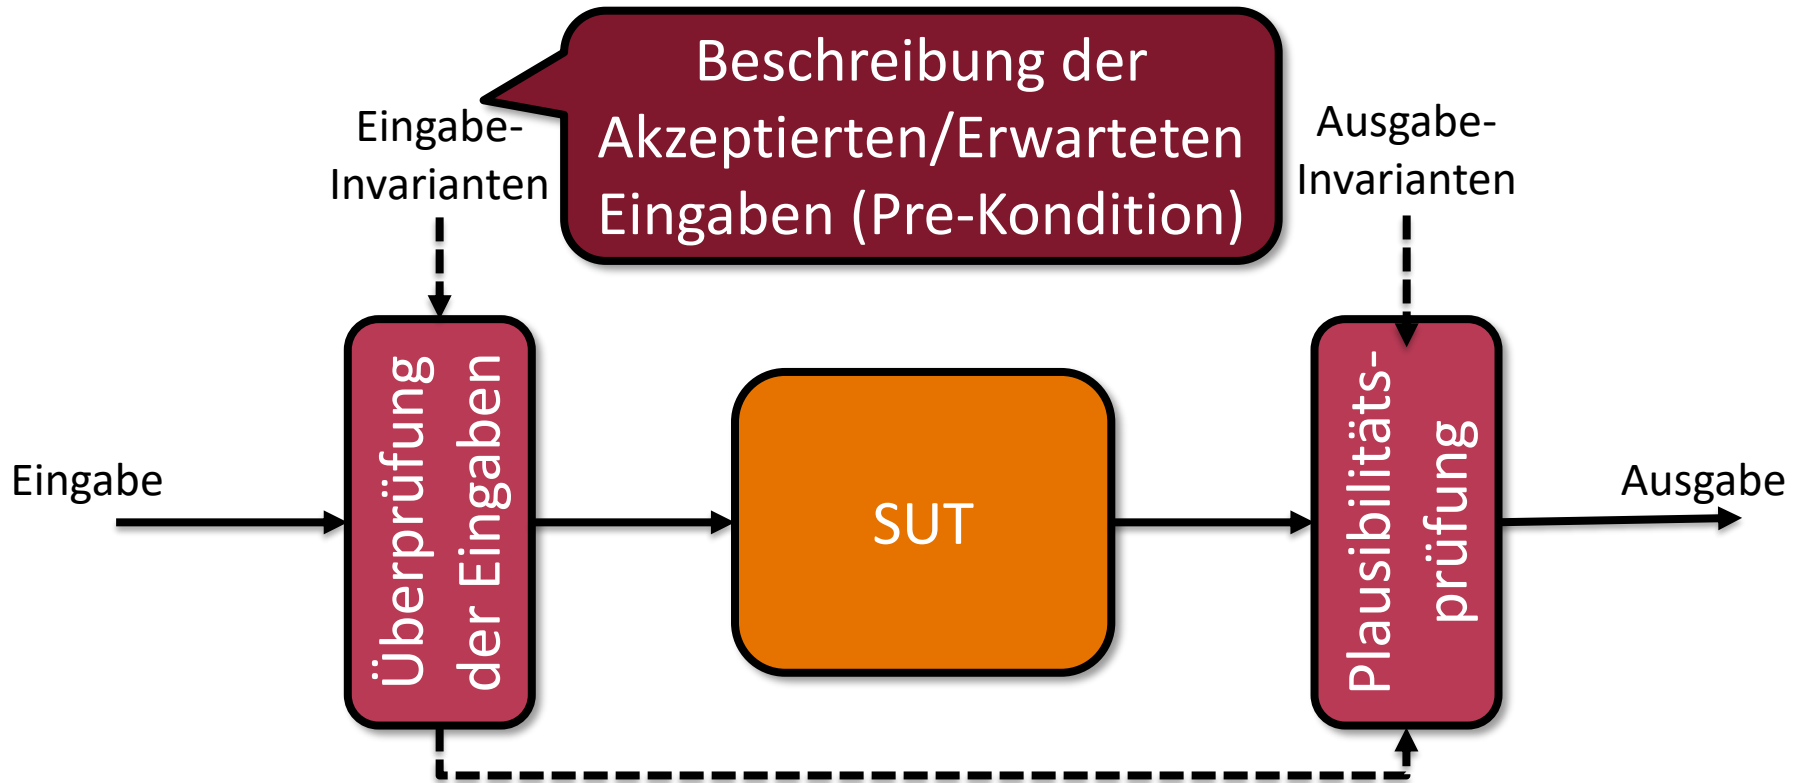 Beschreibung der
Akzeptierten/Erwarteten
Eingaben (Pre-Kondition)
Eingabe-
Invarianten
Ausgabe-
Invarianten
Eingabe
Überprüfung
der Eingaben
SUT
Plausibilitäts-
prüfung
Ausgabe